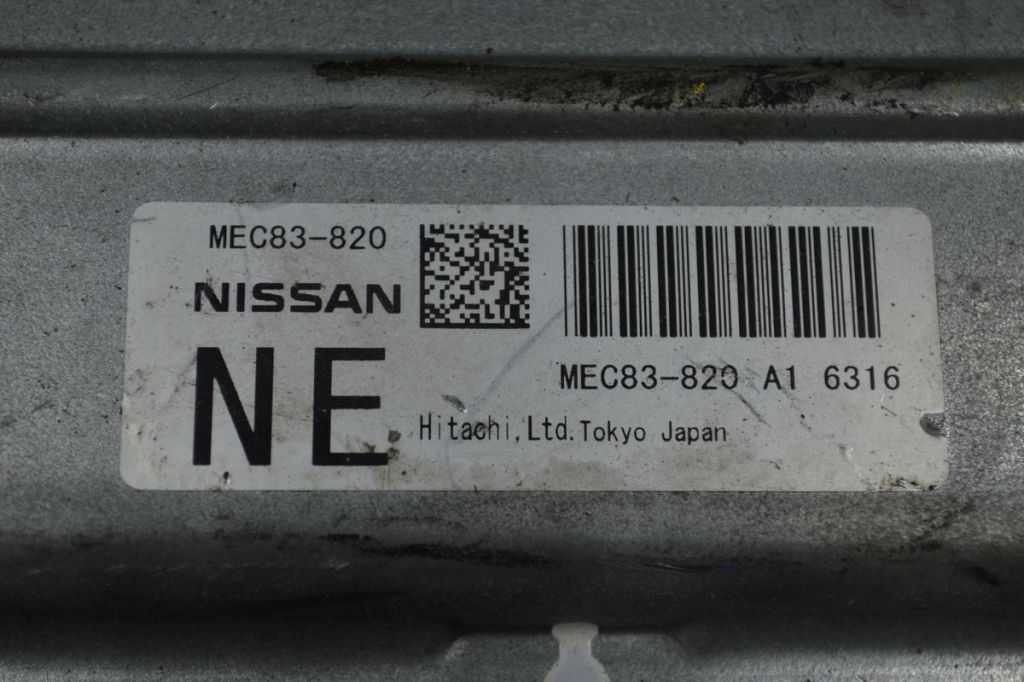 MEC83-820
NISSAN
NE
MEC83-820 A1 6316
Hitachi,Ltd.Tokyo Japan